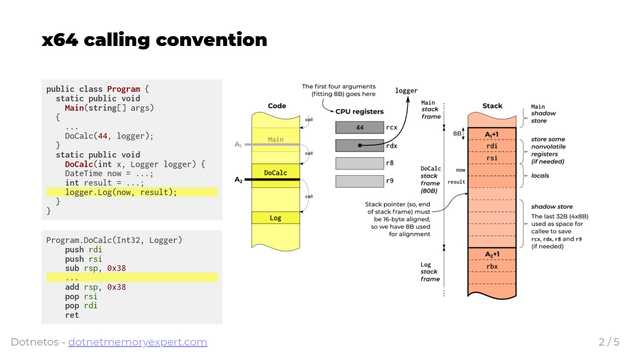 x64 calling convention
public class Program {
static public void
Main(string[] args)
{
...
DoCalc(44, logger);
}
static public void
DoCalc(int x, Logger logger) {
DateTime now = ...;
int result = ...;
logger.Log(now, result);
}
}
Program.DoCalc(Int32, Logger)
push rdi
push rsi
sub rsp, 0x38
...
add rsp, 0x38
pop rsi
pop rdi
ret
Code
call
Main
A₁
DoCalc
A₂
call
Log
The first four arguments
(fitting 8B) goes here
logger
CPU registers
44 rcx
rdx
r8
r9
Stack pointer (so, end
of stack frame) must
be 16-byte aligned,
so we have 8B used
for alignment
Main
stack
frame
8B
DoCalc
stack
frame
(80B)
now
result
Log
stack
frame
Stack
A₁+1
rdi
rsi
A₂+1
rbx
Main
shadow
store
store some
nonvolatile
registers
(if needed)
locals
shadow store
The last 32B (4x8B)
used as space for
callee to save
rcx, rdx, r8 and r9
(if needed)
Dotnetos - dotnetmemoryexpert.com
2 / 5